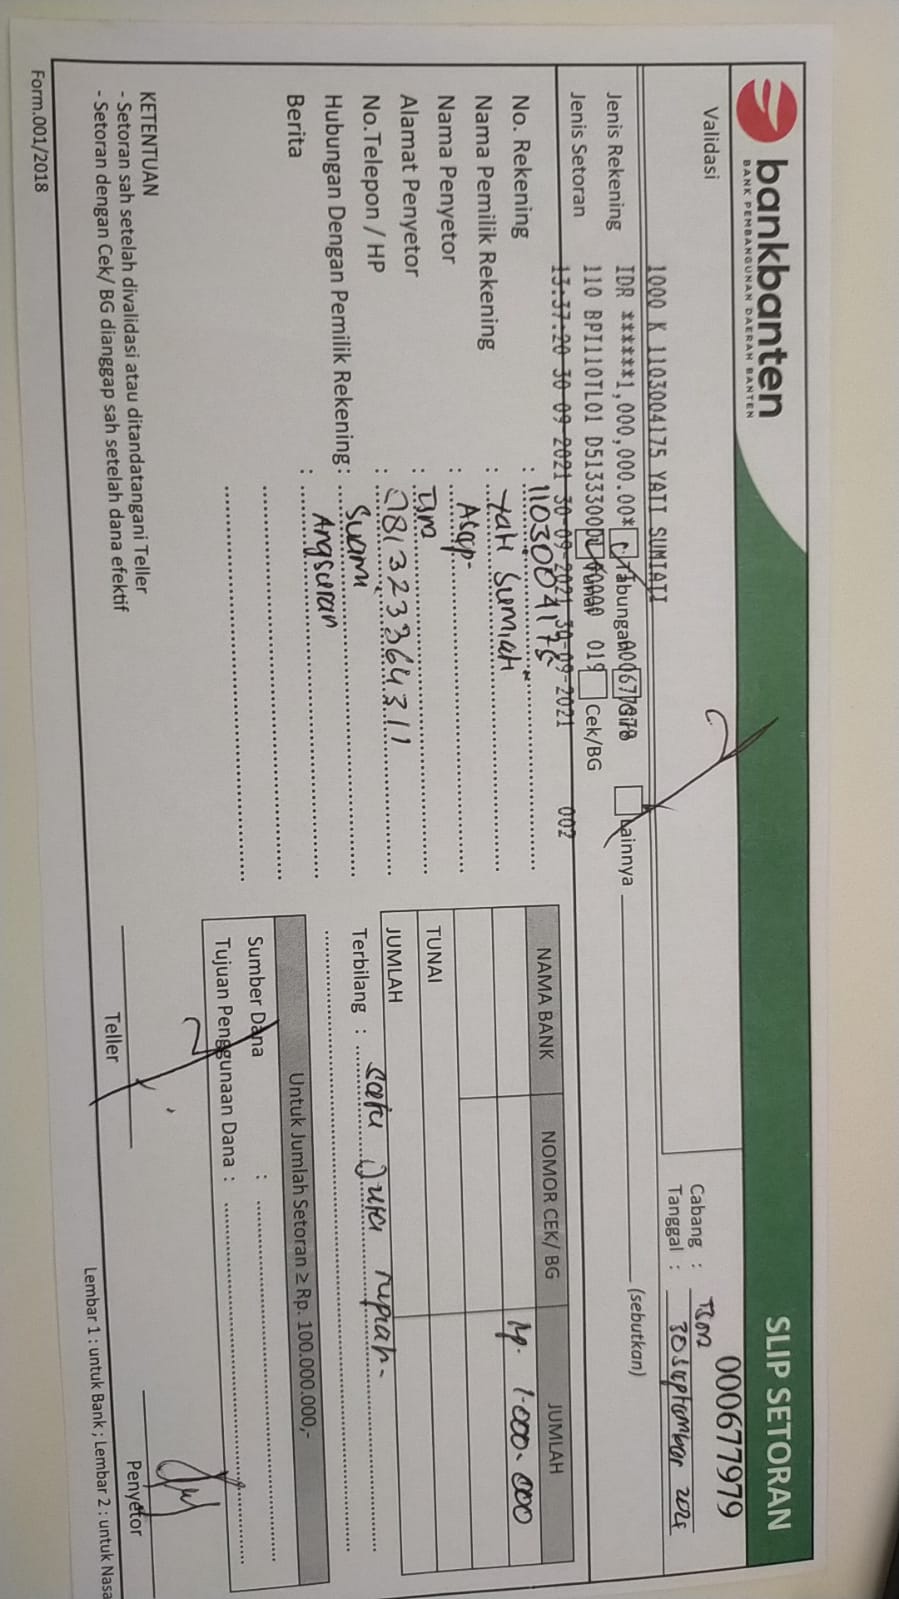 bankbanten
BANK PEMBANGUNAN DAERAH BANTEN
SLIP SETORAN
000677979
Validasi
1000 K 1103004175 YATI SUMIATI
IDR *******1,000,000.00*
110 BPI110TL01 D5133300 019
13:37:20 30-09-2021 30-09-2021 30-09-2021 002
Cabang :
Tanggal : 30 september
Jenis Rekening Tabungan Giro Lainnya (sebutkan)
Jenis Setoran Tunai Cek/BG
No. Rekening : 1103004175
Nama Pemilik Rekening : Yati Sumiati
Nama Penyetor : Asep
Alamat Penyetor :
No.Telepon / HP : 081323364311
Hubungan Dengan Pemilik Rekening : Suami
Berita : Angsuran
NAMA BANK NOMOR CEK/ BG JUMLAH
Rp. 1.000.000
TUNAI
JUMLAH
Terbilang : satu Juta rupiah-
Untuk Jumlah Setoran ≥ Rp. 100.000.000,-
Sumber Dana :
Tujuan Penggunaan Dana :
KETENTUAN
- Setoran sah setelah divalidasi atau ditandatangani Teller
- Setoran dengan Cek/ BG dianggap sah setelah dana efektif
Teller
Penyetor
Form.001/2018
Lembar 1 : untuk Bank ; Lembar 2 : untuk Nasa